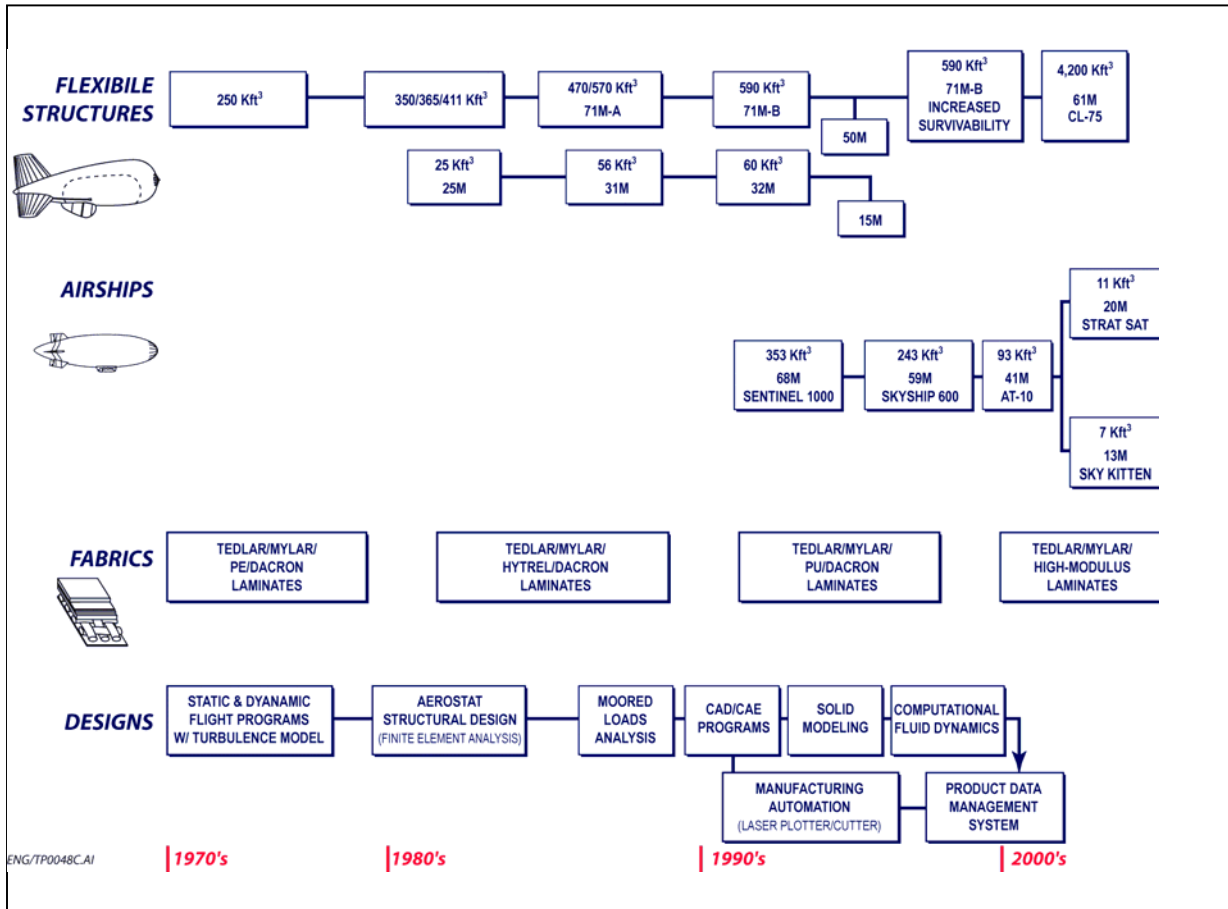 FLEXIBILE
STRUCTURES
250 Kft³
350/365/411 Kft³
470/570 Kft³
71M-A
590 Kft³
71M-B
50M
590 Kft³
71M-B
INCREASED
SURVIVABILITY
4,200 Kft³
61M
CL-75
25 Kft³
25M
56 Kft³
31M
60 Kft³
32M
15M
AIRSHIPS
353 Kft³
68M
SENTINEL 1000
243 Kft³
59M
SKYSHIP 600
93 Kft³
41M
AT-10
11 Kft³
20M
STRAT SAT
7 Kft³
13M
SKY KITTEN
FABRICS
TEDLAR/MYLAR/
PE/DACRON
LAMINATES
TEDLAR/MYLAR/
HYTREL/DACRON
LAMINATES
TEDLAR/MYLAR/
PU/DACRON
LAMINATES
TEDLAR/MYLAR/
HIGH-MODULUS
LAMINATES
DESIGNS
STATIC & DYANAMIC
FLIGHT PROGRAMS
W/ TURBULENCE MODEL
AEROSTAT
STRUCTURAL DESIGN
(FINITE ELEMENT ANALYSIS)
MOORED
LOADS
ANALYSIS
CAD/CAE
PROGRAMS
SOLID
MODELING
COMPUTATIONAL
FLUID DYNAMICS
MANUFACTURING
AUTOMATION
(LASER PLOTTER/CUTTER)
PRODUCT DATA
MANAGEMENT
SYSTEM
ENG/TP0048C.AI
1970's
1980's
1990's
2000's